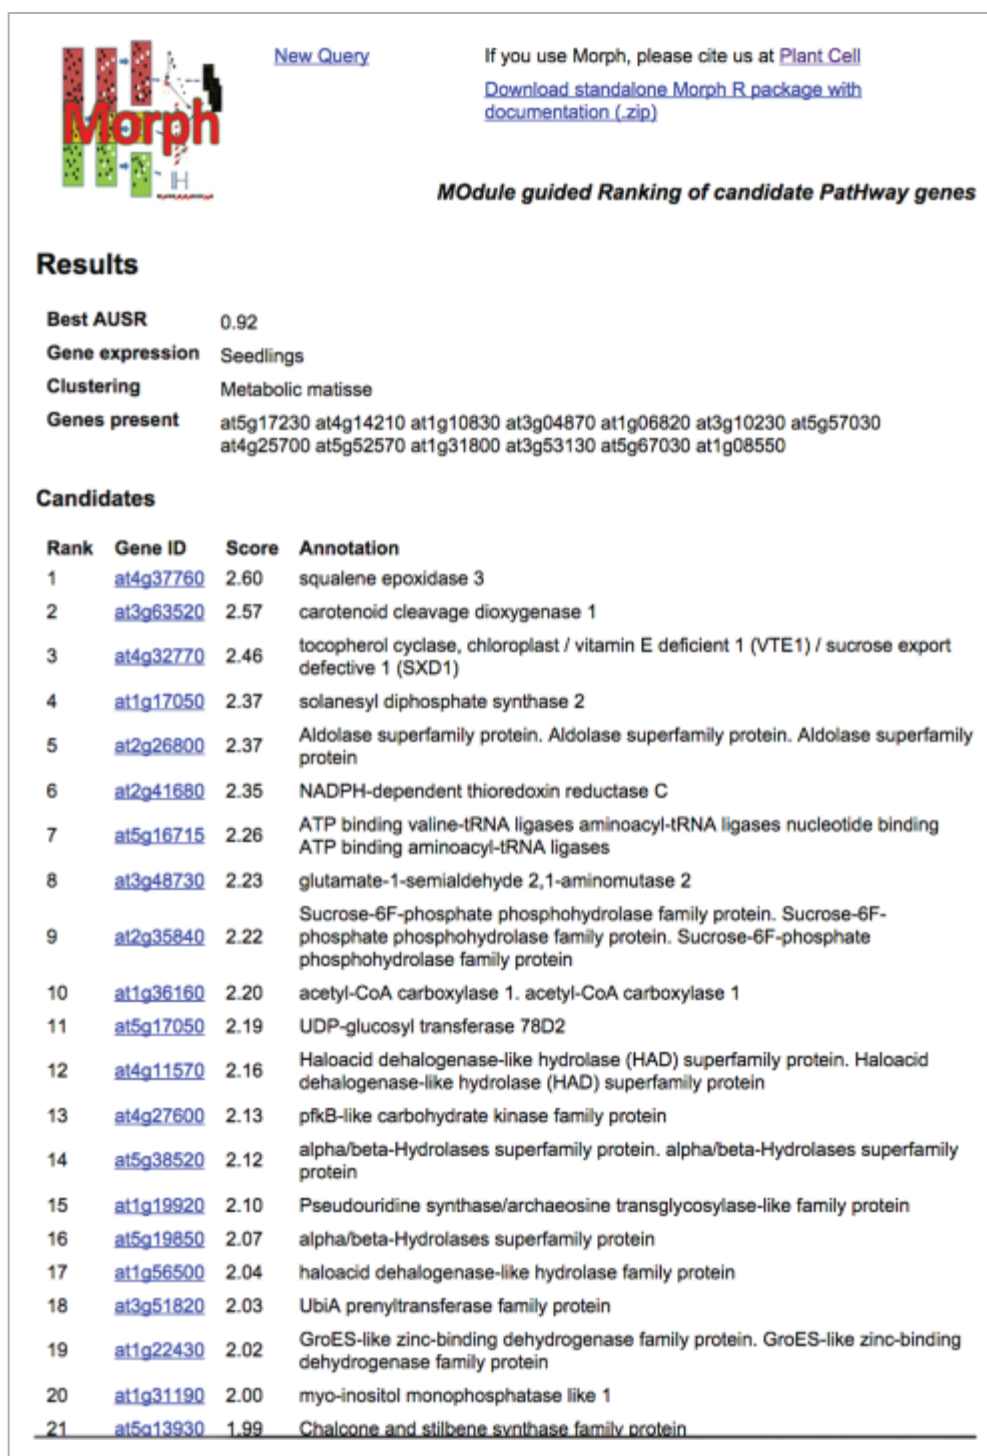 Morph
New Query
If you use Morph, please cite us at Plant Cell
Download standalone Morph R package with
documentation (.zip)
MOdule guided Ranking of candidate PatHway genes
Results
Best AUSR 0.92
Gene expression Seedlings
Clustering Metabolic matisse
Genes present at5g17230 at4g14210 at1g10830 at3g04870 at1g06820 at3g10230 at5g57030
at4g25700 at5g52570 at1g31800 at3g53130 at5g67030 at1g08550
Candidates
Rank Gene ID Score Annotation
1 at4g37760 2.60 squalene epoxidase 3
2 at3g63520 2.57 carotenoid cleavage dioxygenase 1
3 at4g32770 2.46 tocopherol cyclase, chloroplast / vitamin E deficient 1 (VTE1) / sucrose export
defective 1 (SXD1)
4 at1g17050 2.37 solanesyl diphosphate synthase 2
5 at2g26800 2.37 Aldolase superfamily protein. Aldolase superfamily protein. Aldolase superfamily
protein
6 at2g41680 2.35 NADPH-dependent thioredoxin reductase C
7 at5g16715 2.26 ATP binding valine-tRNA ligases aminoacyl-tRNA ligases nucleotide binding
ATP binding aminoacyl-tRNA ligases
8 at3g48730 2.23 glutamate-1-semialdehyde 2,1-aminomutase 2
9 at2g35840 2.22 Sucrose-6F-phosphate phosphohydrolase family protein. Sucrose-6F-
phosphate phosphohydrolase family protein. Sucrose-6F-phosphate
phosphohydrolase family protein
10 at1g36160 2.20 acetyl-CoA carboxylase 1. acetyl-CoA carboxylase 1
11 at5g17050 2.19 UDP-glucosyl transferase 78D2
12 at4g11570 2.16 Haloacid dehalogenase-like hydrolase (HAD) superfamily protein. Haloacid
dehalogenase-like hydrolase (HAD) superfamily protein
13 at4g27600 2.13 pfkB-like carbohydrate kinase family protein
14 at5g38520 2.12 alpha/beta-Hydrolases superfamily protein. alpha/beta-Hydrolases superfamily
protein
15 at1g19920 2.10 Pseudouridine synthase/archaeosine transglycosylase-like family protein
16 at5g19850 2.07 alpha/beta-Hydrolases superfamily protein
17 at1g56500 2.04 haloacid dehalogenase-like hydrolase family protein
18 at3g51820 2.03 UbiA prenyltransferase family protein
19 at1g22430 2.02 GroES-like zinc-binding dehydrogenase family protein. GroES-like zinc-binding
dehydrogenase family protein
20 at1g31190 2.00 myo-inositol monophosphatase like 1
21 at5g13930 1.99 Chalcone and stilbene synthase family protein